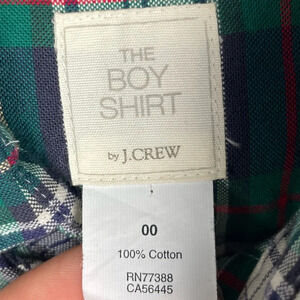 THE
BOY
SHIRT
by J.CREW
00
100% Cotton
RN77388
CA56445